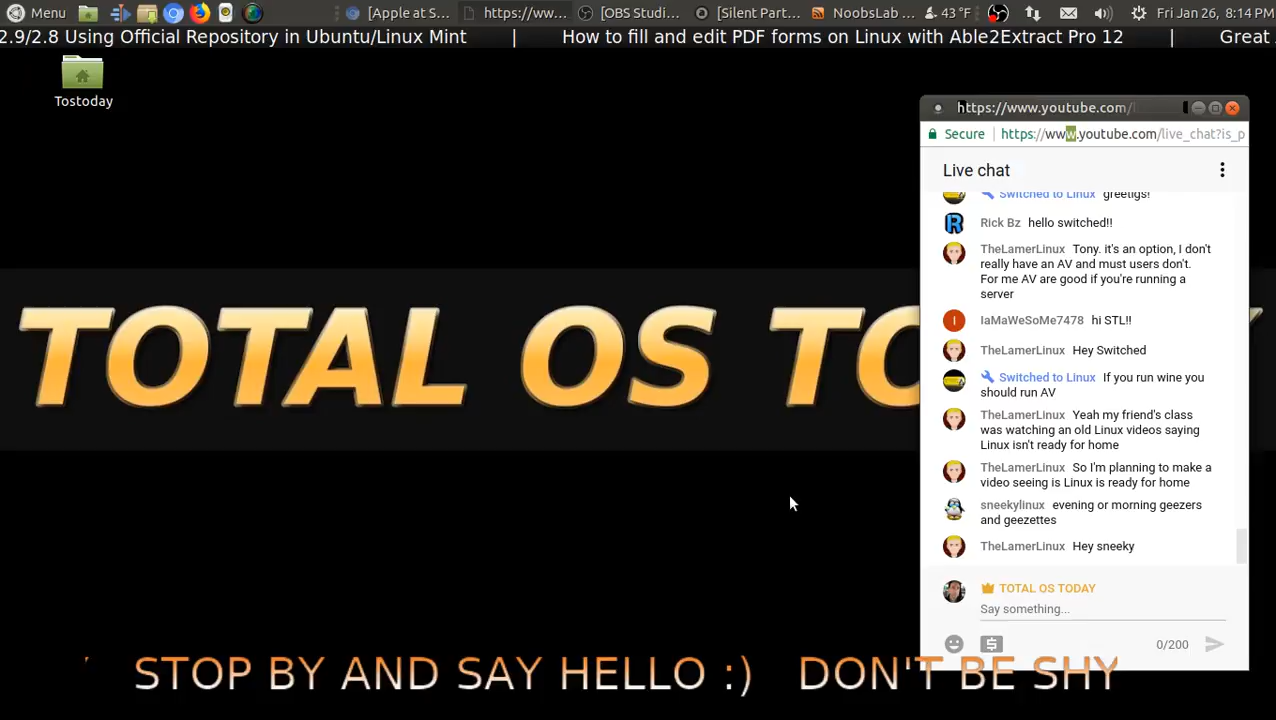 Menu
[Apple at S...
https://ww...
[OBS Studi...
[Silent Part...
NoobsLab ...
43 °F
Fri Jan 26, 8:14 PM
2.9/2.8 Using Official Repository in Ubuntu/Linux Mint | How to fill and edit PDF forms on Linux with Able2Extract Pro 12 | Great
Tostoday
https://www.youtube.com/l
Secure | https://www.youtube.com/live_chat?is_p
Live chat
Switched to Linux greetigs!
Rick Bz hello switched!!
TheLamerLinux Tony. it's an option, I don't
really have an AV and must users don't.
For me AV are good if you're running a
server
I IaMaWeSoMe7478 hi STL!!
TheLamerLinux Hey Switched
Switched to Linux If you run wine you
should run AV
TheLamerLinux Yeah my friend's class
was watching an old Linux videos saying
Linux isn't ready for home
TheLamerLinux So I'm planning to make a
video seeing is Linux is ready for home
sneekylinux evening or morning geezers
and geezettes
TheLamerLinux Hey sneeky
TOTAL OS TODAY
Say something...
0/200
TOTAL OS TO
STOP BY AND SAY HELLO :) DON'T BE SHY